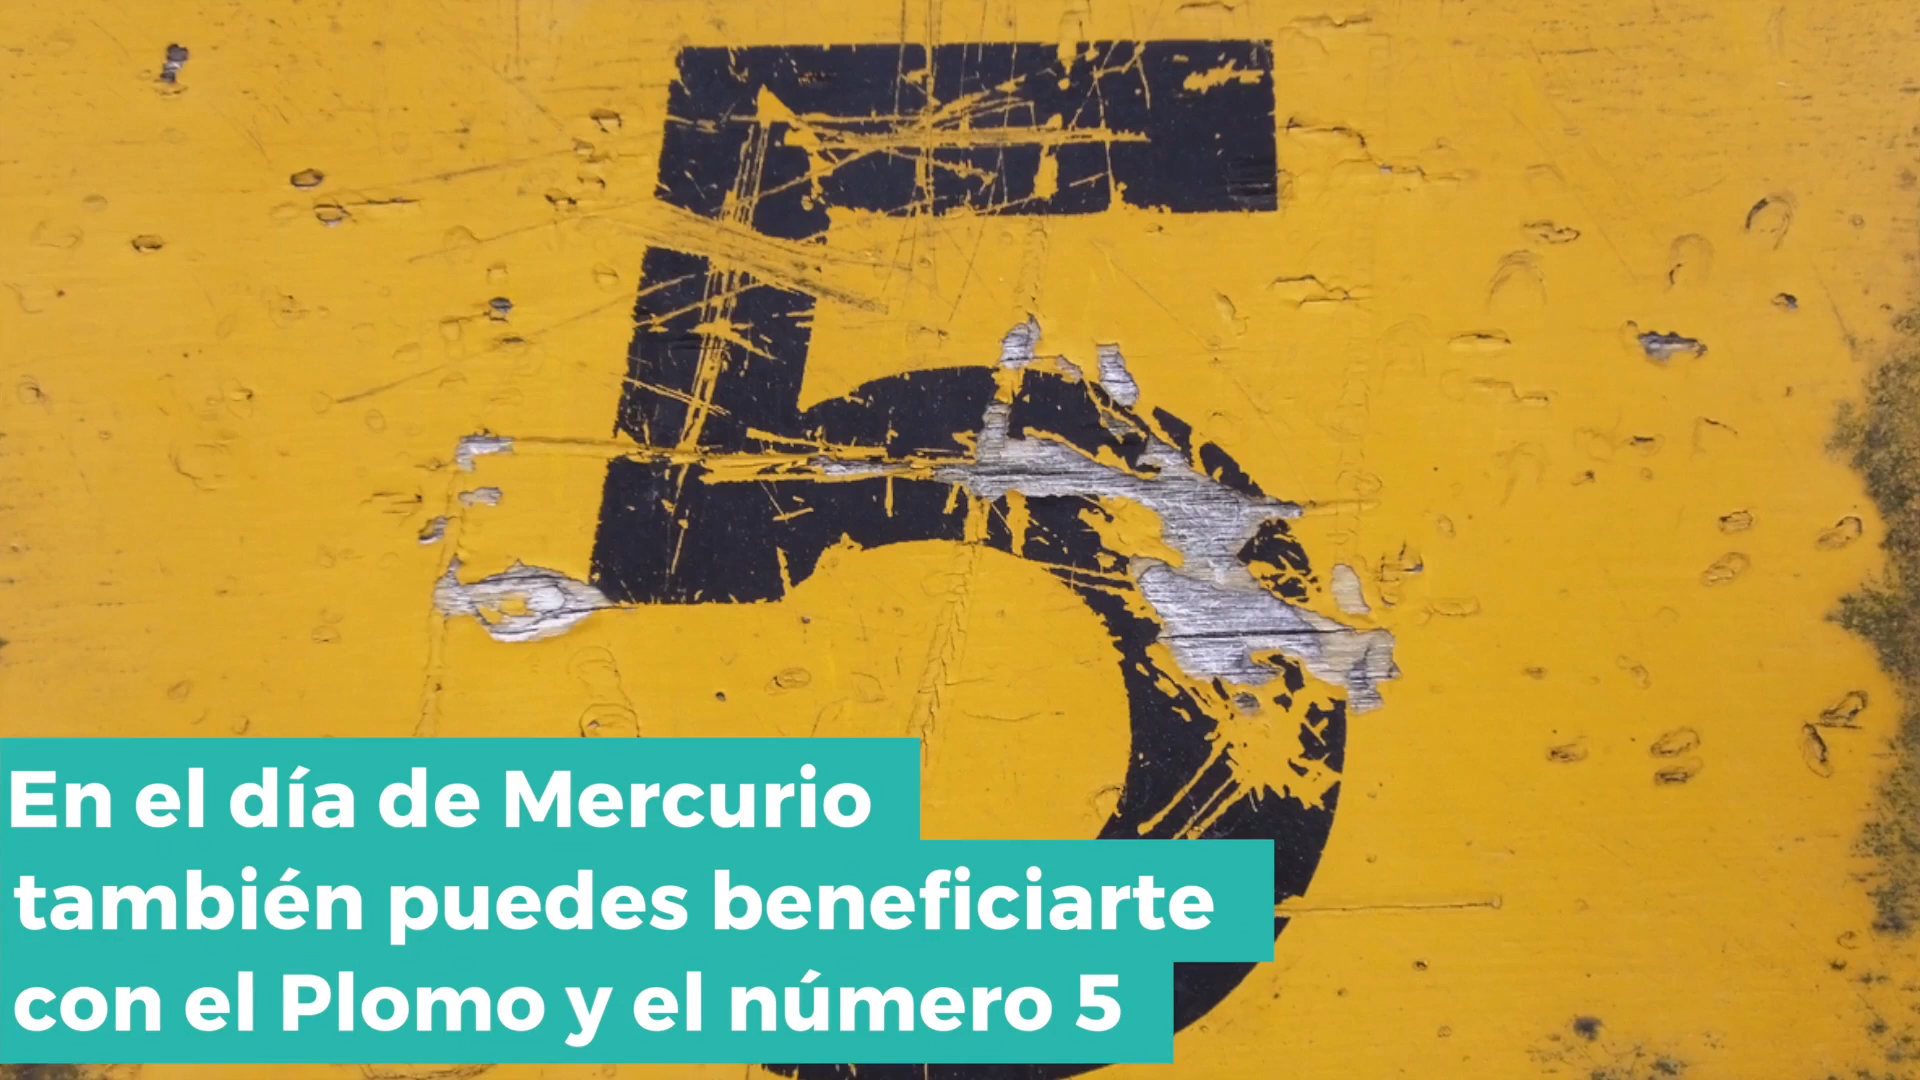 5
En el día de Mercurio
también puedes beneficiarte
con el Plomo y el número 5